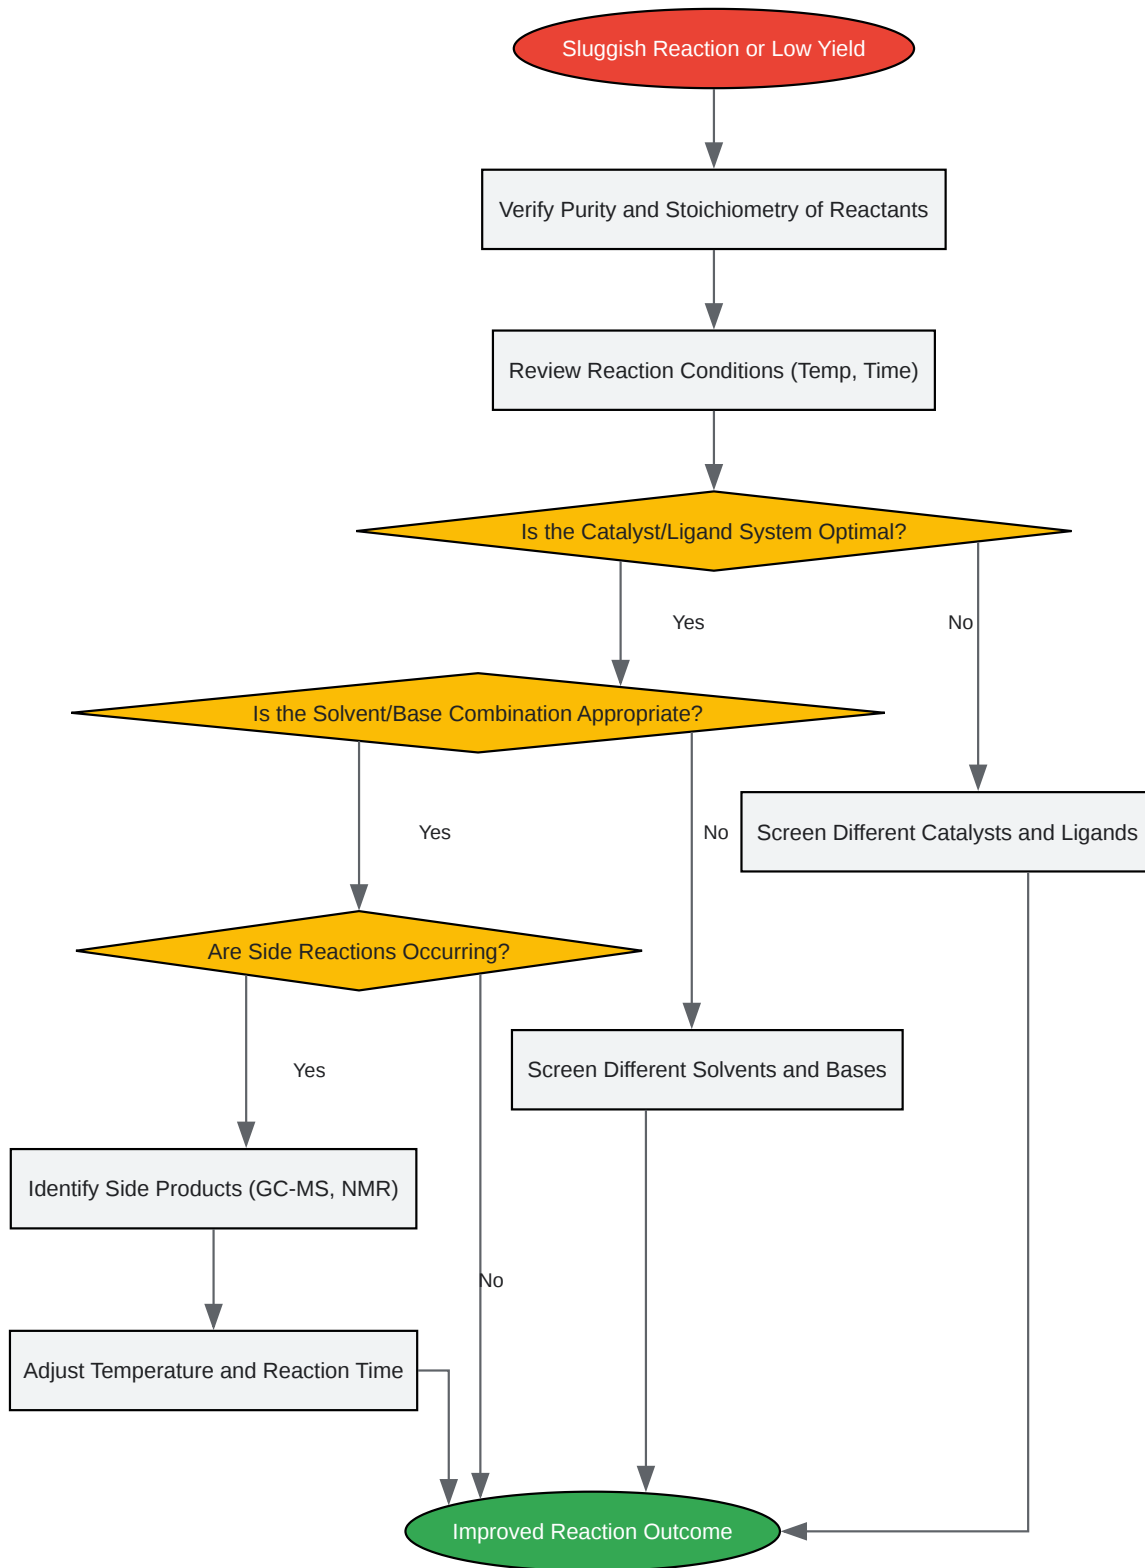 Sluggish Reaction or Low Yield
Verify Purity and Stoichiometry of Reactants
Review Reaction Conditions (Temp, Time)
Is the Catalyst/Ligand System Optimal?
Yes
No
Is the Solvent/Base Combination Appropriate?
Yes
No
Screen Different Catalysts and Ligands
Are Side Reactions Occurring?
Yes
Screen Different Solvents and Bases
Identify Side Products (GC-MS, NMR)
No
Adjust Temperature and Reaction Time
Improved Reaction Outcome